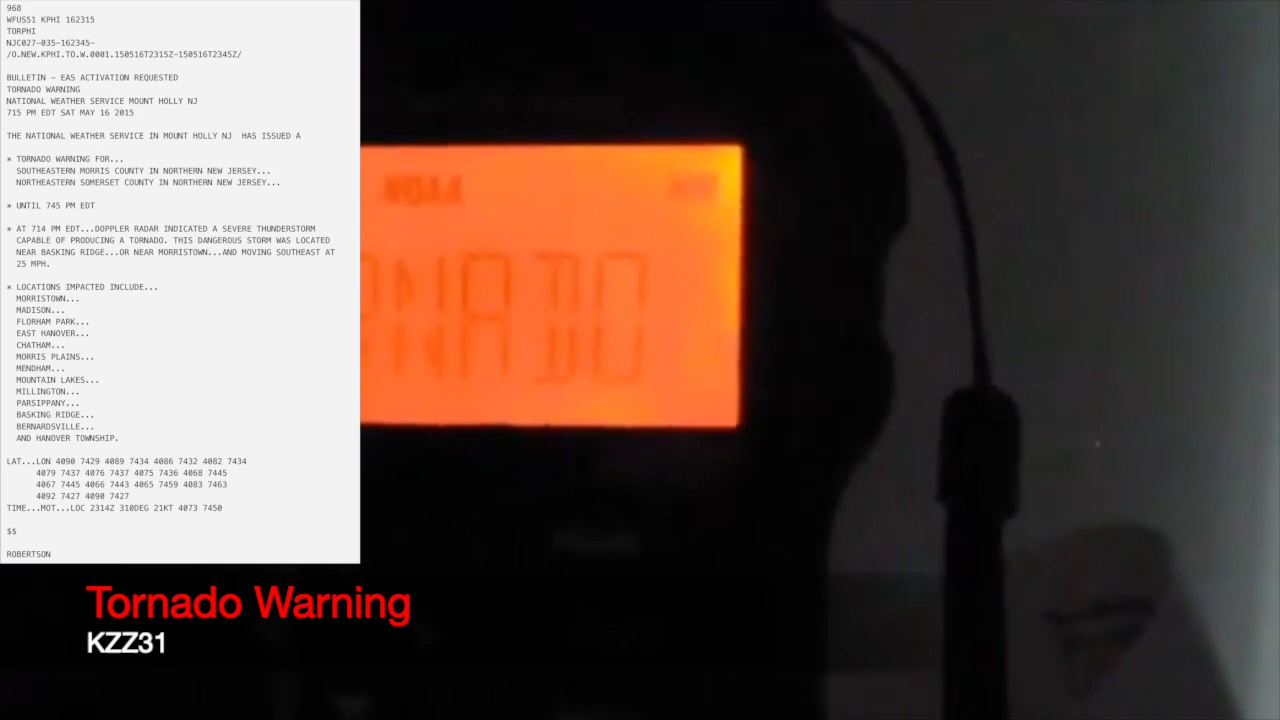 968
WFUS51 KPHI 162315
TORPHI
NJC027-035-162345-
/O.NEW.KPHI.TO.W.0001.150516T2315Z-150516T2345Z/
BULLETIN - EAS ACTIVATION REQUESTED
TORNADO WARNING
NATIONAL WEATHER SERVICE MOUNT HOLLY NJ
715 PM EDT SAT MAY 16 2015
THE NATIONAL WEATHER SERVICE IN MOUNT HOLLY NJ  HAS ISSUED A
* TORNADO WARNING FOR...
SOUTHEASTERN MORRIS COUNTY IN NORTHERN NEW JERSEY...
NORTHEASTERN SOMERSET COUNTY IN NORTHERN NEW JERSEY...
* UNTIL 745 PM EDT
* AT 714 PM EDT...DOPPLER RADAR INDICATED A SEVERE THUNDERSTORM
CAPABLE OF PRODUCING A TORNADO. THIS DANGEROUS STORM WAS LOCATED
NEAR BASKING RIDGE...OR NEAR MORRISTOWN...AND MOVING SOUTHEAST AT
25 MPH.
* LOCATIONS IMPACTED INCLUDE...
MORRISTOWN...
MADISON...
FLORHAM PARK...
EAST HANOVER...
CHATHAM...
MORRIS PLAINS...
MENDHAM...
MOUNTAIN LAKES...
MILLINGTON...
PARSIPPANY...
BASKING RIDGE...
BERNARDSVILLE...
AND HANOVER TOWNSHIP.
LAT...LON 4090 7429 4089 7434 4086 7432 4082 7434
4079 7437 4076 7437 4075 7436 4068 7445
4067 7445 4066 7443 4065 7459 4083 7463
4092 7427 4090 7427
TIME...MOT...LOC 2314Z 310DEG 21KT 4073 7450
$$
ROBERTSON
NADO
Tornado Warning
KZZ31